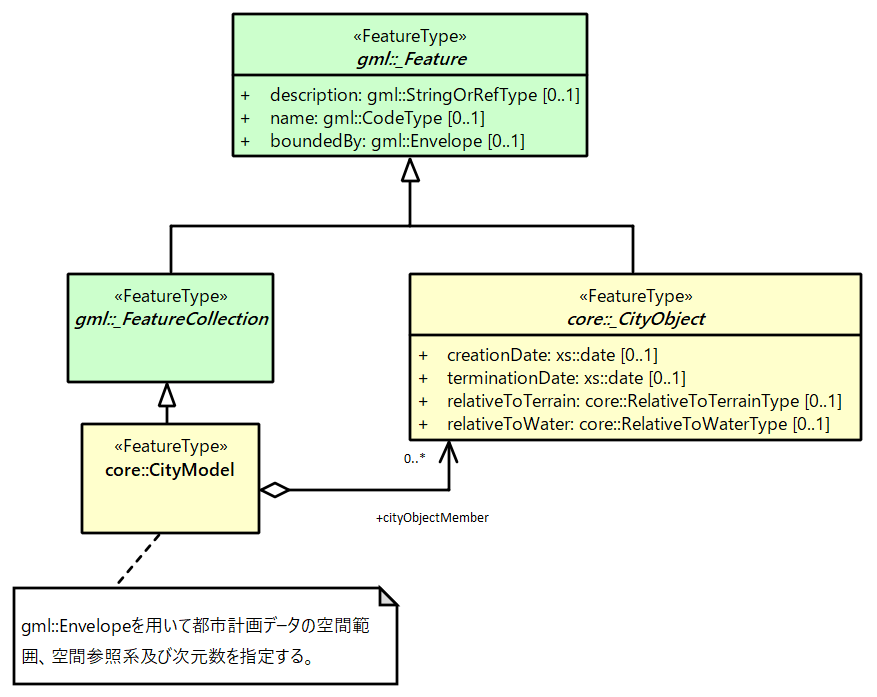 «FeatureType»
gml::_Feature
+ description: gml::StringOrRefType [0..1]
+ name: gml::CodeType [0..1]
+ boundedBy: gml::Envelope [0..1]
«FeatureType»
gml::_FeatureCollection
«FeatureType»
core::_CityObject
+ creationDate: xs::date [0..1]
+ terminationDate: xs::date [0..1]
+ relativeToTerrain: core::RelativeToTerrainType [0..1]
+ relativeToWater: core::RelativeToWaterType [0..1]
«FeatureType»
core::CityModel
0..*
+cityObjectMember
gml::Envelopeを用いて都市計画データの空間範
囲、空間参照系及び次元数を指定する。